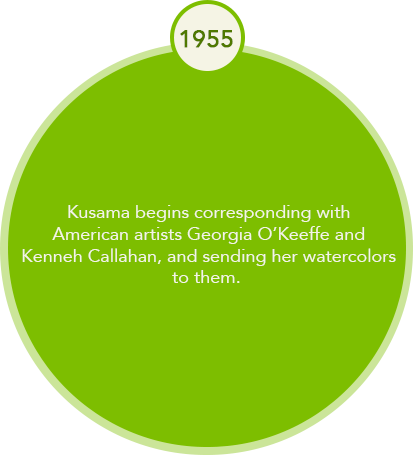 1955
Kusama begins corresponding with
American artists Georgia O’Keeffe and
Kenneh Callahan, and sending her watercolors
to them.